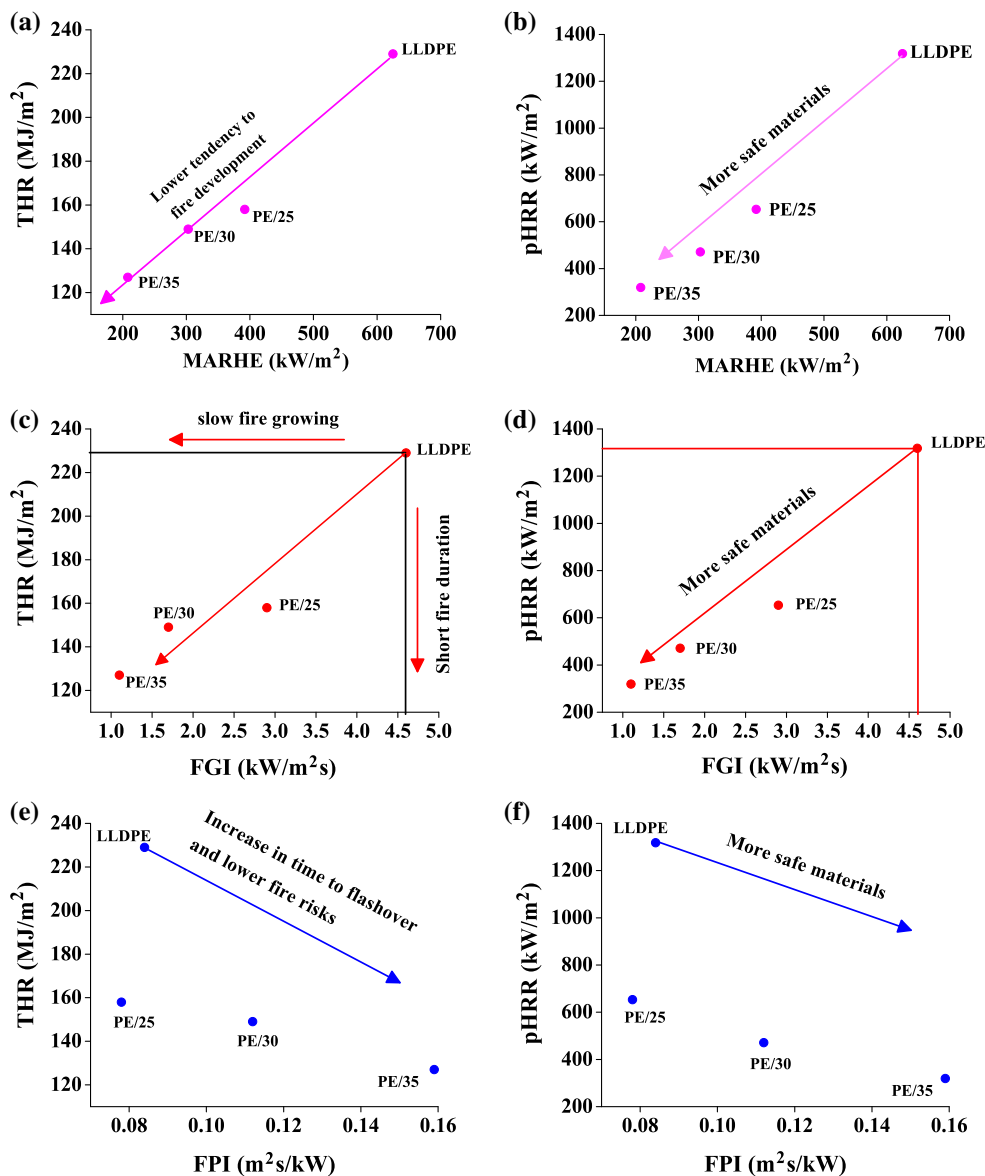 (a)
240
220
200
180
160
140
120
THR (MJ/m²)
LLDPE
Lower tendency to
fire development
PE/25
PE/30
PE/35
200 300 400 500 600 700
MARHE (kW/m²)
(b)
1400
1200
1000
800
600
400
200
pHRR (kW/m²)
LLDPE
More safe materials
PE/25
PE/30
PE/35
200 300 400 500 600 700
MARHE (kW/m²)
(c)
240
220
200
180
160
140
120
THR (MJ/m²)
slow fire growing
LLDPE
Short fire duration
PE/30
PE/25
PE/35
1.0 1.5 2.0 2.5 3.0 3.5 4.0 4.5 5.0
FGI (kW/m²s)
(d)
1400
1200
1000
800
600
400
200
pHRR (kW/m²)
LLDPE
More safe materials
PE/25
PE/30
PE/35
1.0 1.5 2.0 2.5 3.0 3.5 4.0 4.5 5.0
FGI (kW/m²s)
(e)
240
220
200
180
160
140
120
THR (MJ/m²)
LLDPE
Increase in time to flashover
and lower fire risks
PE/25
PE/30
PE/35
0.08 0.10 0.12 0.14 0.16
FPI (m²s/kW)
(f)
1400
1200
1000
800
600
400
200
pHRR (kW/m²)
LLDPE
More safe materials
PE/25
PE/30
PE/35
0.08 0.10 0.12 0.14 0.16
FPI (m²s/kW)